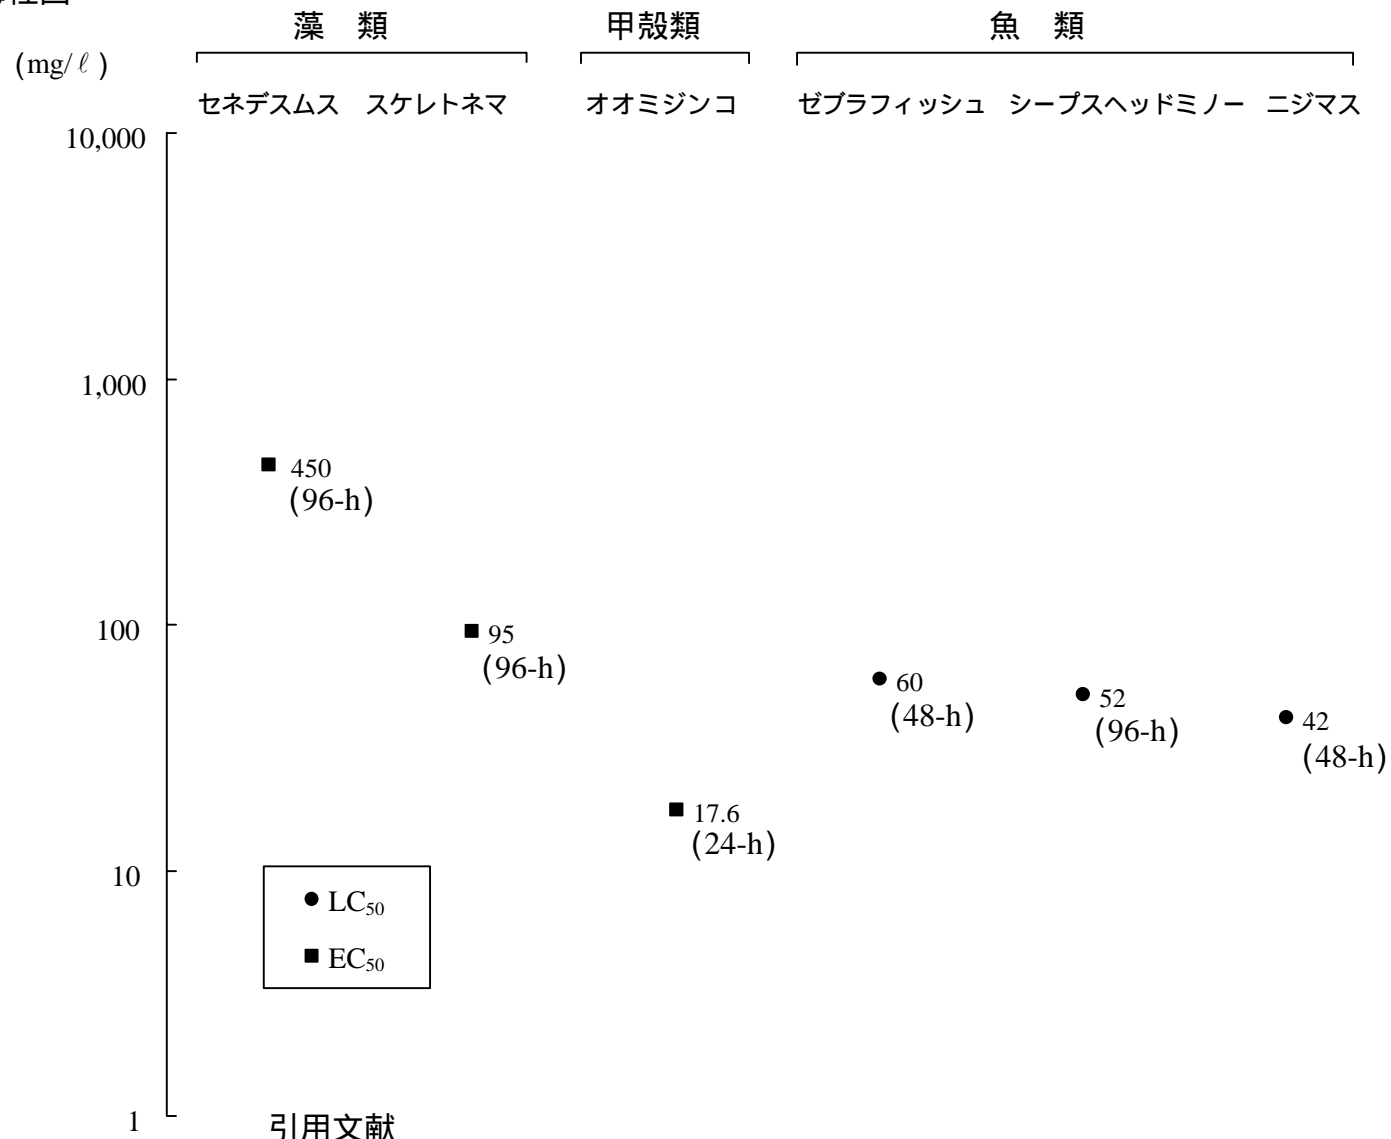 藻 類 甲殻類 魚 類
(mg/ℓ)
セネデスムス スケレトネマ オオミジンコ ゼブラフィッシュ シープスヘッドミノー ニジマス
10,000
1,000
450
(96-h)
100
95
(96-h)
60
(48-h)
52
(96-h)
42
(48-h)
17.6
(24-h)
10
LC50
EC50
1
引用文献